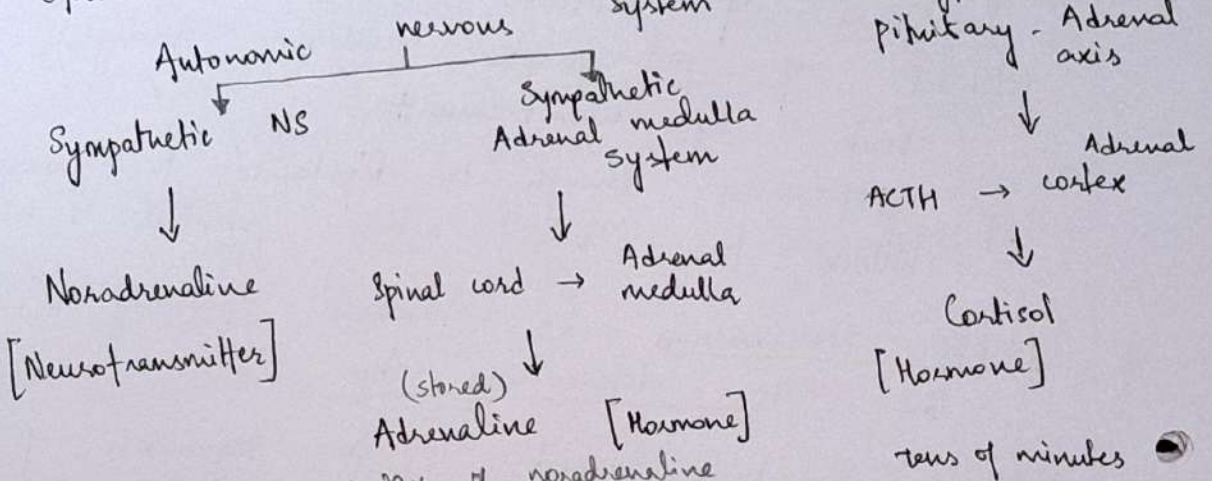 system
Autonomic nervous
pituitary - Adrenal
axis
Sympathetic NS
Sympathetic
Adrenal medulla
system
ACTH → Adrenal
cortex
Noradrenaline
[Neurotransmitter]
Spinal cord → Adrenal
medulla
Cortisol
[Hormone]
(stored)
Adrenaline [Hormone]
noradrenaline
tens of minutes